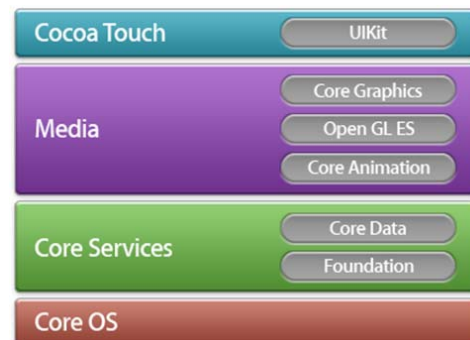 Cocoa Touch
UIKit
Media
Core Graphics
Open GL ES
Core Animation
Core Services
Core Data
Foundation
Core OS